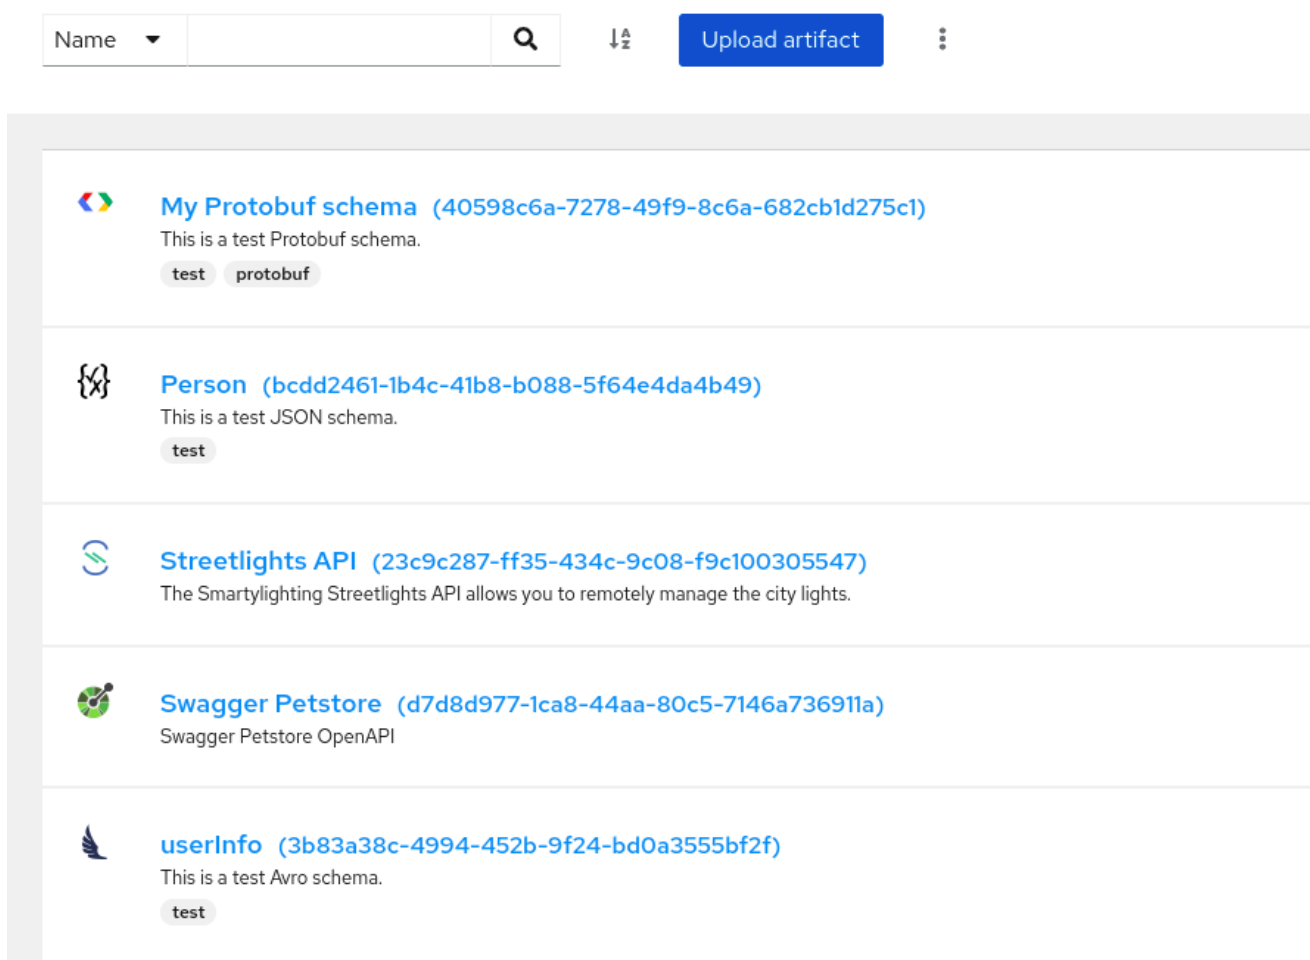 Name
Upload artifact
My Protobuf schema (40598c6a-7278-49f9-8c6a-682cb1d275c1)
This is a test Protobuf schema.
test protobuf
Person (bcdd2461-1b4c-41b8-b088-5f64e4da4b49)
This is a test JSON schema.
test
Streetlights API (23c9c287-ff35-434c-9c08-f9c100305547)
The Smartylighting Streetlights API allows you to remotely manage the city lights.
Swagger Petstore (d7d8d977-1ca8-44aa-80c5-7146a736911a)
Swagger Petstore OpenAPI
userInfo (3b83a38c-4994-452b-9f24-bd0a3555bf2f)
This is a test Avro schema.
test